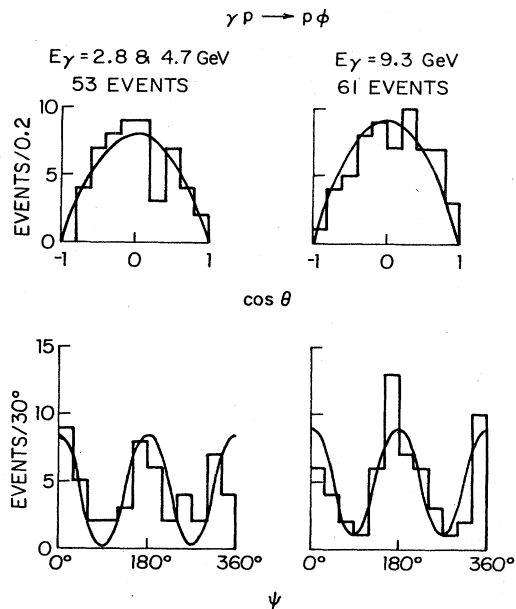 γ p → p ϕ
Eγ = 2.8 & 4.7 GeV
53 EVENTS
Eγ = 9.3 GeV
61 EVENTS
EVENTS/0.2
10
5
0
-1 0 1
-1 0 1
cos θ
EVENTS/30°
15
10
5
0
0° 180° 360°
0° 180° 360°
ψ